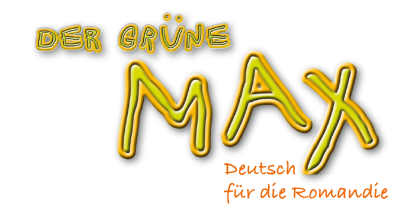 DER GRÜNE
MAX
Deutsch
für die Romandie